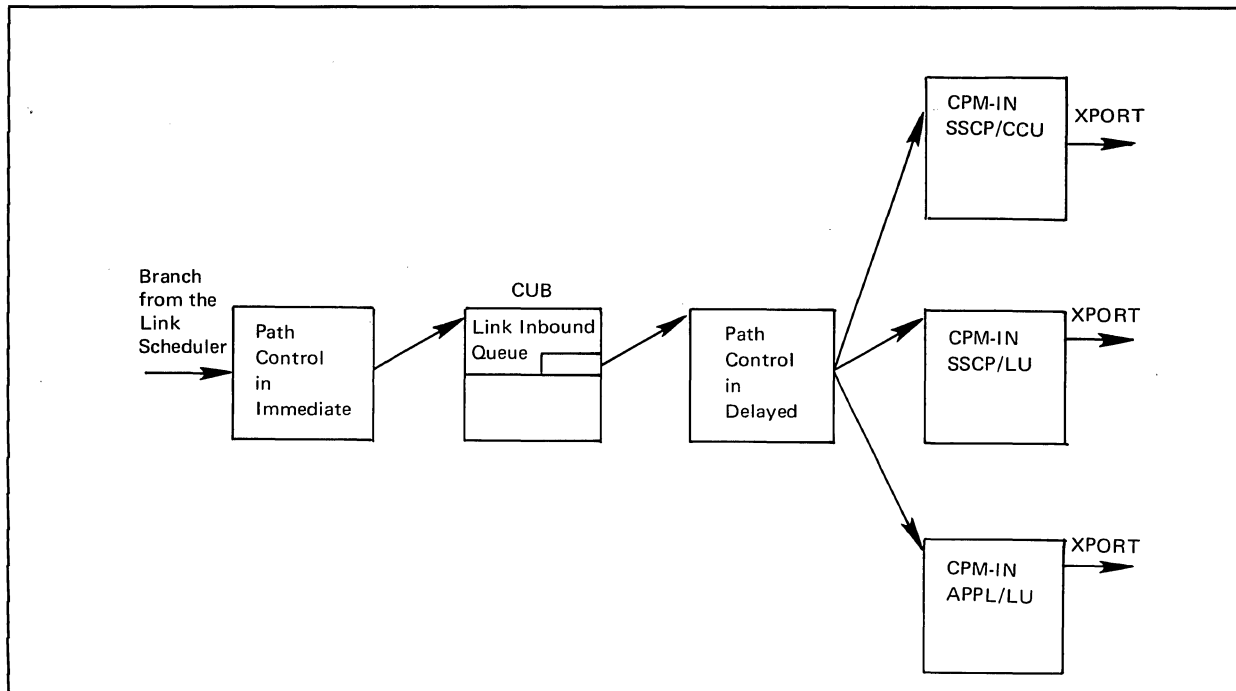 Branch
from the
Link
Scheduler
Path
Control
in
Immediate
CUB
Link Inbound
Queue
Path
Control
in
Delayed
CPM-IN
SSCP/CCU
XPORT
CPM-IN
SSCP/LU
XPORT
CPM-IN
APPL/LU
XPORT